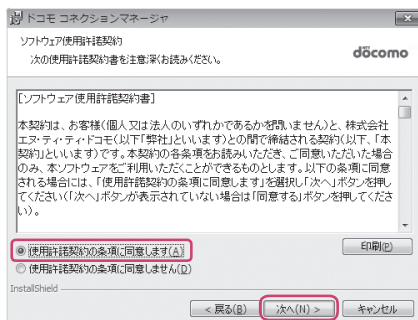 ドコモ コネクションマネージャ
ソフトウェア使用許諾契約
次の使用許諾契約書を注意深くお読みください。
döcomo
[ソフトウェア使用許諾契約書]
本契約は、お客様(個人又は法人のいずれかであるかを問いません)と、株式会社
エヌ・ティ・ティ・ドコモ(以下「弊社」といいます)との間で締結される契約(以下、「本
契約」といいます)です。本契約の各条項をお読みいただき、ご同意いただいた場合
のみ、本ソフトウェアをご利用いただくことができるものとします。以下の条項に同意
される場合には、「使用許諾契約の条項に同意します」を選択し「次へ」ボタンを押し
てください(「次へ」ボタンが表示されていない場合は「同意する」ボタンを押してくださ
い)。
使用許諾契約の条項に同意します(A)
印刷(P)
使用許諾契約の条項に同意しません(D)
InstallShield
< 戻る(B)
次へ(N) >
キャンセル